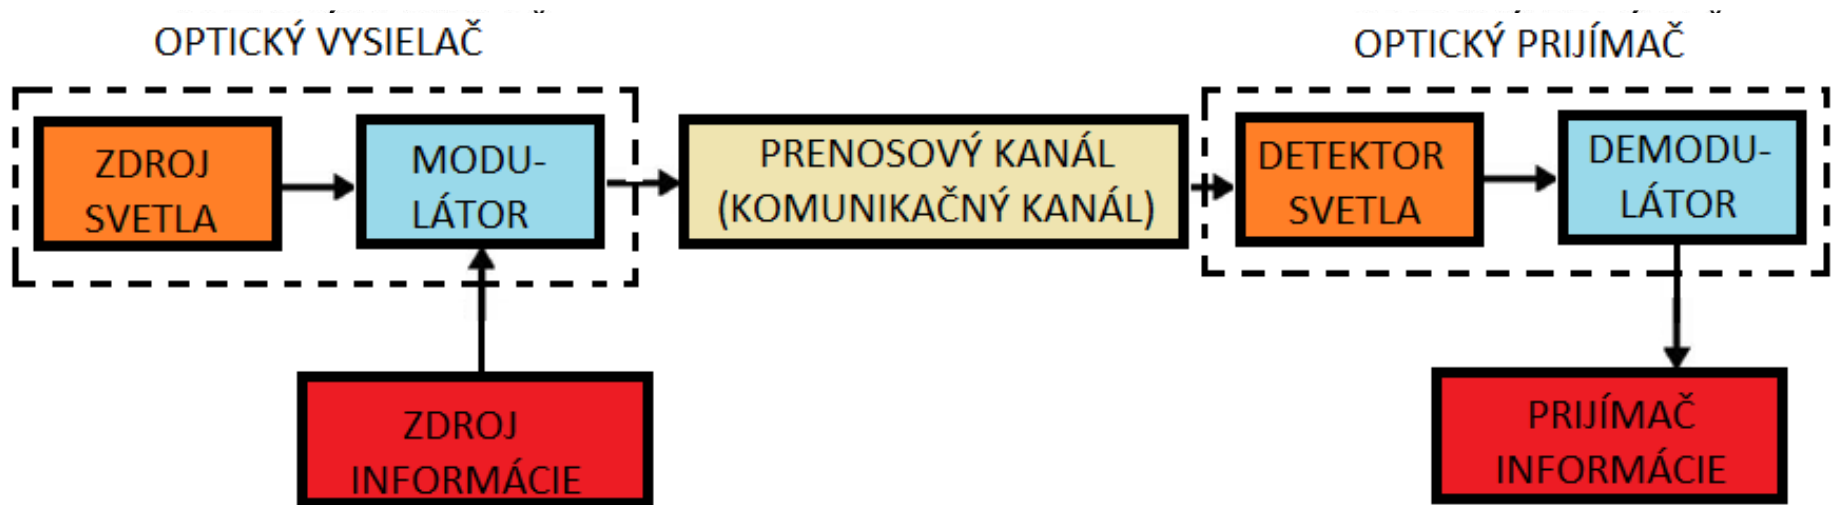 OPTICKÝ VYSIELAČ
OPTICKÝ PRIJÍMAČ
ZDROJ
SVETLA
MODU-
LÁTOR
PRENOSOVÝ KANÁL
(KOMUNIKAČNÝ KANÁL)
DETEKTOR
SVETLA
DEMODU-
LÁTOR
ZDROJ
INFORMÁCIE
PRIJÍMAČ
INFORMÁCIE